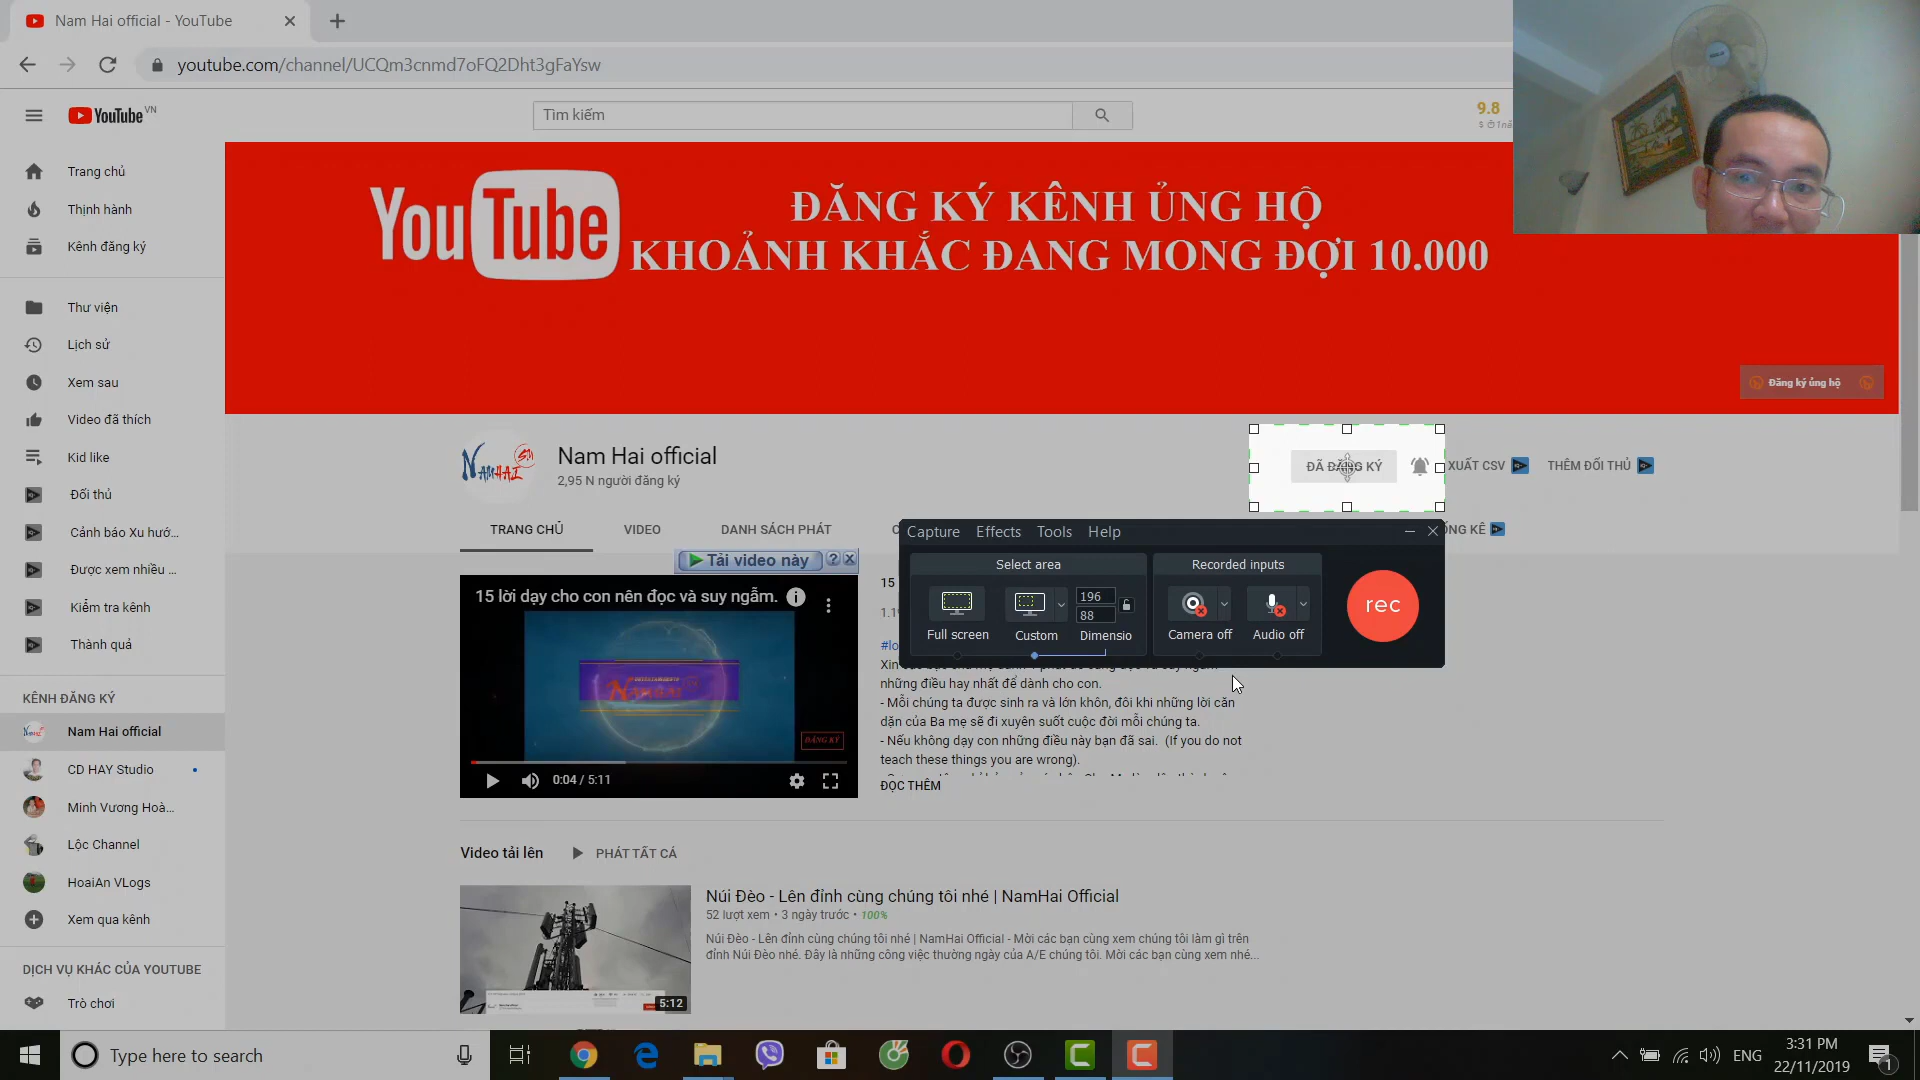 Nam Hai official - YouTube
youtube.com/channel/UCQm3cnmd7oFQ2Dht3gFaYsw
YouTube VN
Tìm kiếm
9.8
Trang chủ
Thịnh hành
Kênh đăng ký
Thư viện
Lịch sử
Xem sau
Video đã thích
Kid like
Đối thủ
Cảnh báo Xu hướ...
Được xem nhiều ...
Kiểm tra kênh
Thành quả
KÊNH ĐĂNG KÝ
Nam Hai official
CD HAY Studio
Minh Vương Hoà...
Lộc Channel
HoaiAn VLogs
Xem qua kênh
DỊCH VỤ KHÁC CỦA YOUTUBE
Trò chơi
YouTube
ĐĂNG KÝ KÊNH ỦNG HỘ
KHOẢNH KHẮC ĐANG MONG ĐỢI 10.000
Đăng ký ủng hộ
NAMHAI
Nam Hai official
2,95 N người đăng ký
ĐÃ ĐĂNG KÝ
XUẤT CSV
THÊM ĐỐI THỦ
TRANG CHỦ
VIDEO
DANH SÁCH PHÁT
Capture
Effects
Tools
Help
Select area
Recorded inputs
196
88
rec
Full screen
Custom
Dimensio
Camera off
Audio off
Tải video này
15 lời dạy cho con nên đọc và suy ngẫm.
NAMHAI
ĐĂNG KÝ
0:04 / 5:11
15
#lo
những điều hay nhất để dành cho con.
- Mỗi chúng ta được sinh ra và lớn khôn, đôi khi những lời căn
dặn của Ba mẹ sẽ đi xuyên suốt cuộc đời mỗi chúng ta.
- Nếu không dạy con những điều này bạn đã sai. (If you do not
teach these things you are wrong).
ĐỌC THÊM
Video tải lên
PHÁT TẤT CẢ
5:12
Núi Đèo - Lên đỉnh cùng chúng tôi nhé | NamHai Official
52 lượt xem • 3 ngày trước • 100%
Núi Đèo - Lên đỉnh cùng chúng tôi nhé | NamHai Official - Mời các bạn cùng xem chúng tôi làm gì trên
đỉnh Núi Đèo nhé. Đây là những công việc thường ngày của A/E chúng tôi. Mời các bạn cùng xem nhé...
Type here to search
ENG
3:31 PM
22/11/2019
1